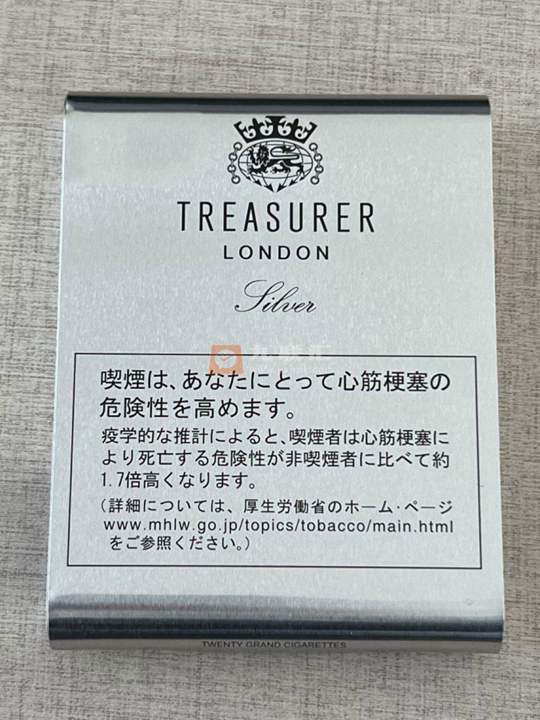 TREASURER
LONDON
Silver
喫煙は、あなたにとって心筋梗塞の
危険性を高めます。
疫学的な推計によると、喫煙者は心筋梗塞に
より死亡する危険性が非喫煙者に比べて約
1.7倍高くなります。
(詳細については、厚生労働省のホーム・ページ
www.mhlw.go.jp/topics/tobacco/main.html
をご参照ください。)
TWENTY GRAND CIGARETTES